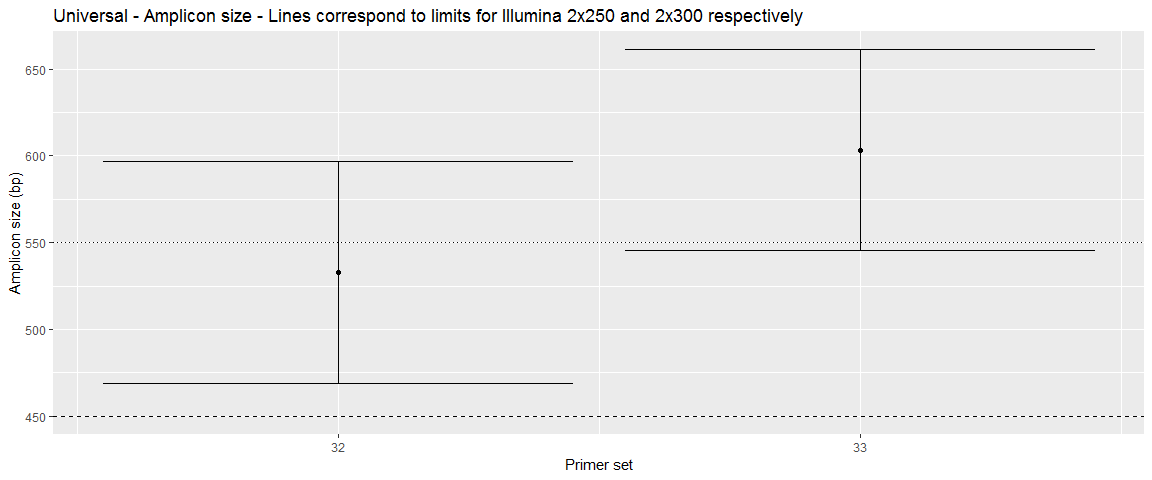 Universal - Amplicon size - Lines correspond to limits for Illumina 2x250 and 2x300 respectively
Amplicon size (bp)
650
600
550
500
450
32 33
Primer set